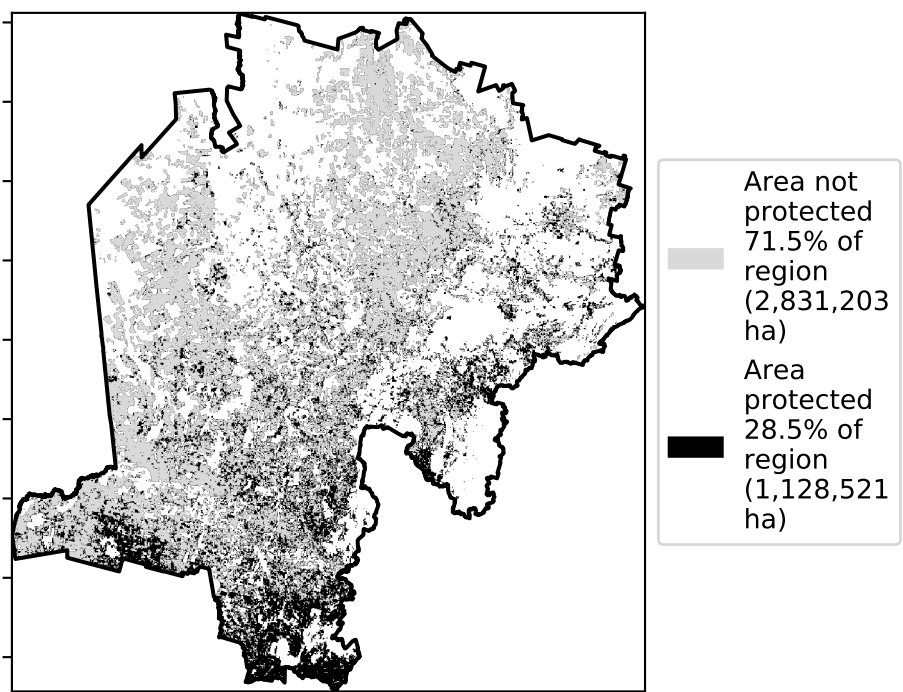 Area not
protected
71.5% of
region
(2,831,203
ha)
Area
protected
28.5% of
region
(1,128,521
ha)